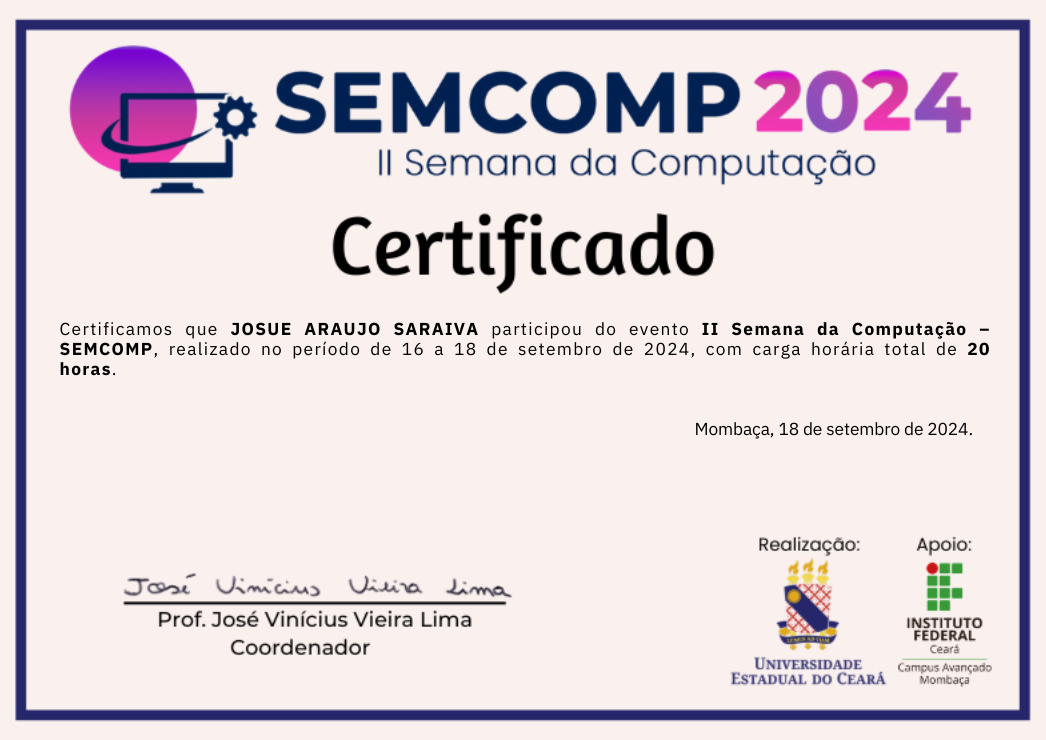 SEMCOMP 2024
II Semana da Computação
Certificado
Certificamos que JOSUE ARAUJO SARAIVA participou do evento II Semana da Computação –
SEMCOMP, realizado no período de 16 a 18 de setembro de 2024, com carga horária total de 20
horas.
Mombaça, 18 de setembro de 2024.
José Vinícius Vieira Lima
Prof. José Vinícius Vieira Lima
Coordenador
Realização:
LUMEN AD VIAM
UNIVERSIDADE
ESTADUAL DO CEARÁ
Apoio:
INSTITUTO
FEDERAL
Ceará
Campus Avançado
Mombaça